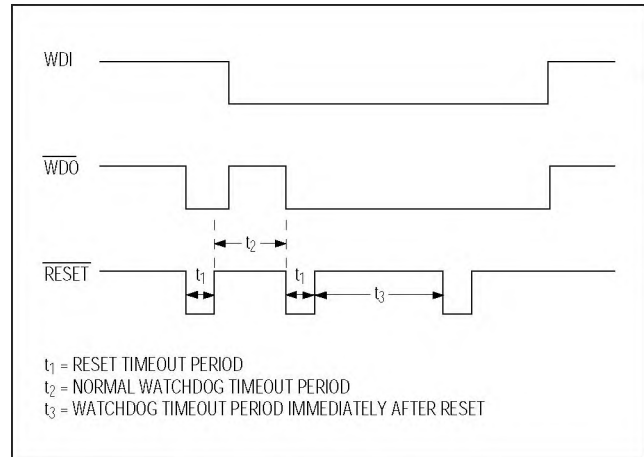 WDI
WDO
t2
RESET
t1
t1
t3
t1 = RESET TIMEOUT PERIOD
t2 = NORMAL WATCHDOG TIMEOUT PERIOD
t3 = WATCHDOG TIMEOUT PERIOD IMMEDIATELY AFTER RESET